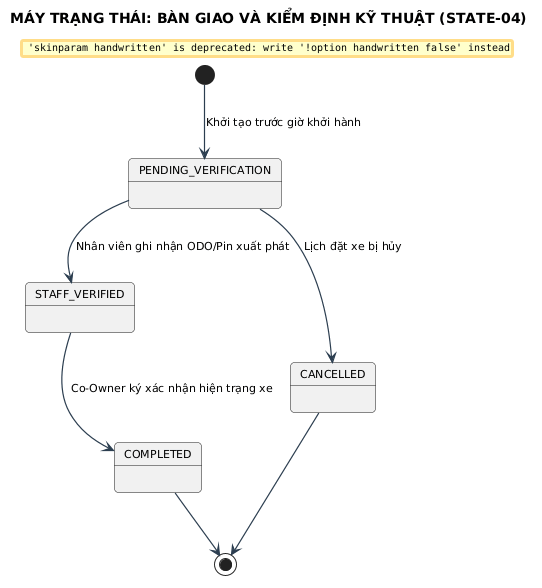 MÁY TRẠNG THÁI: BÀN GIAO VÀ KIỂM ĐỊNH KỸ THUẬT (STATE-04)
'skinparam handwritten' is deprecated: write '!option handwritten false' instead
Khởi tạo trước giờ khởi hành
PENDING_VERIFICATION
Nhân viên ghi nhận ODO/Pin xuất phát
Lịch đặt xe bị hủy
STAFF_VERIFIED
CANCELLED
Co-Owner ký xác nhận hiện trạng xe
COMPLETED